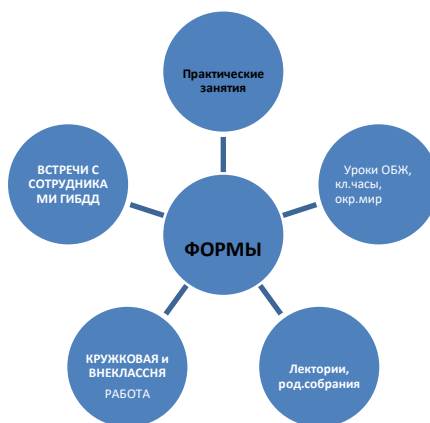 Практические
занятия
ВСТРЕЧИ С
СОТРУДНИКА
МИ ГИБДД
Уроки ОБЖ,
кл.часы,
окр.мир
ФОРМЫ
КРУЖКОВАЯ и
ВНЕКЛАССНЯ
РАБОТА
Лектории,
род.собрания